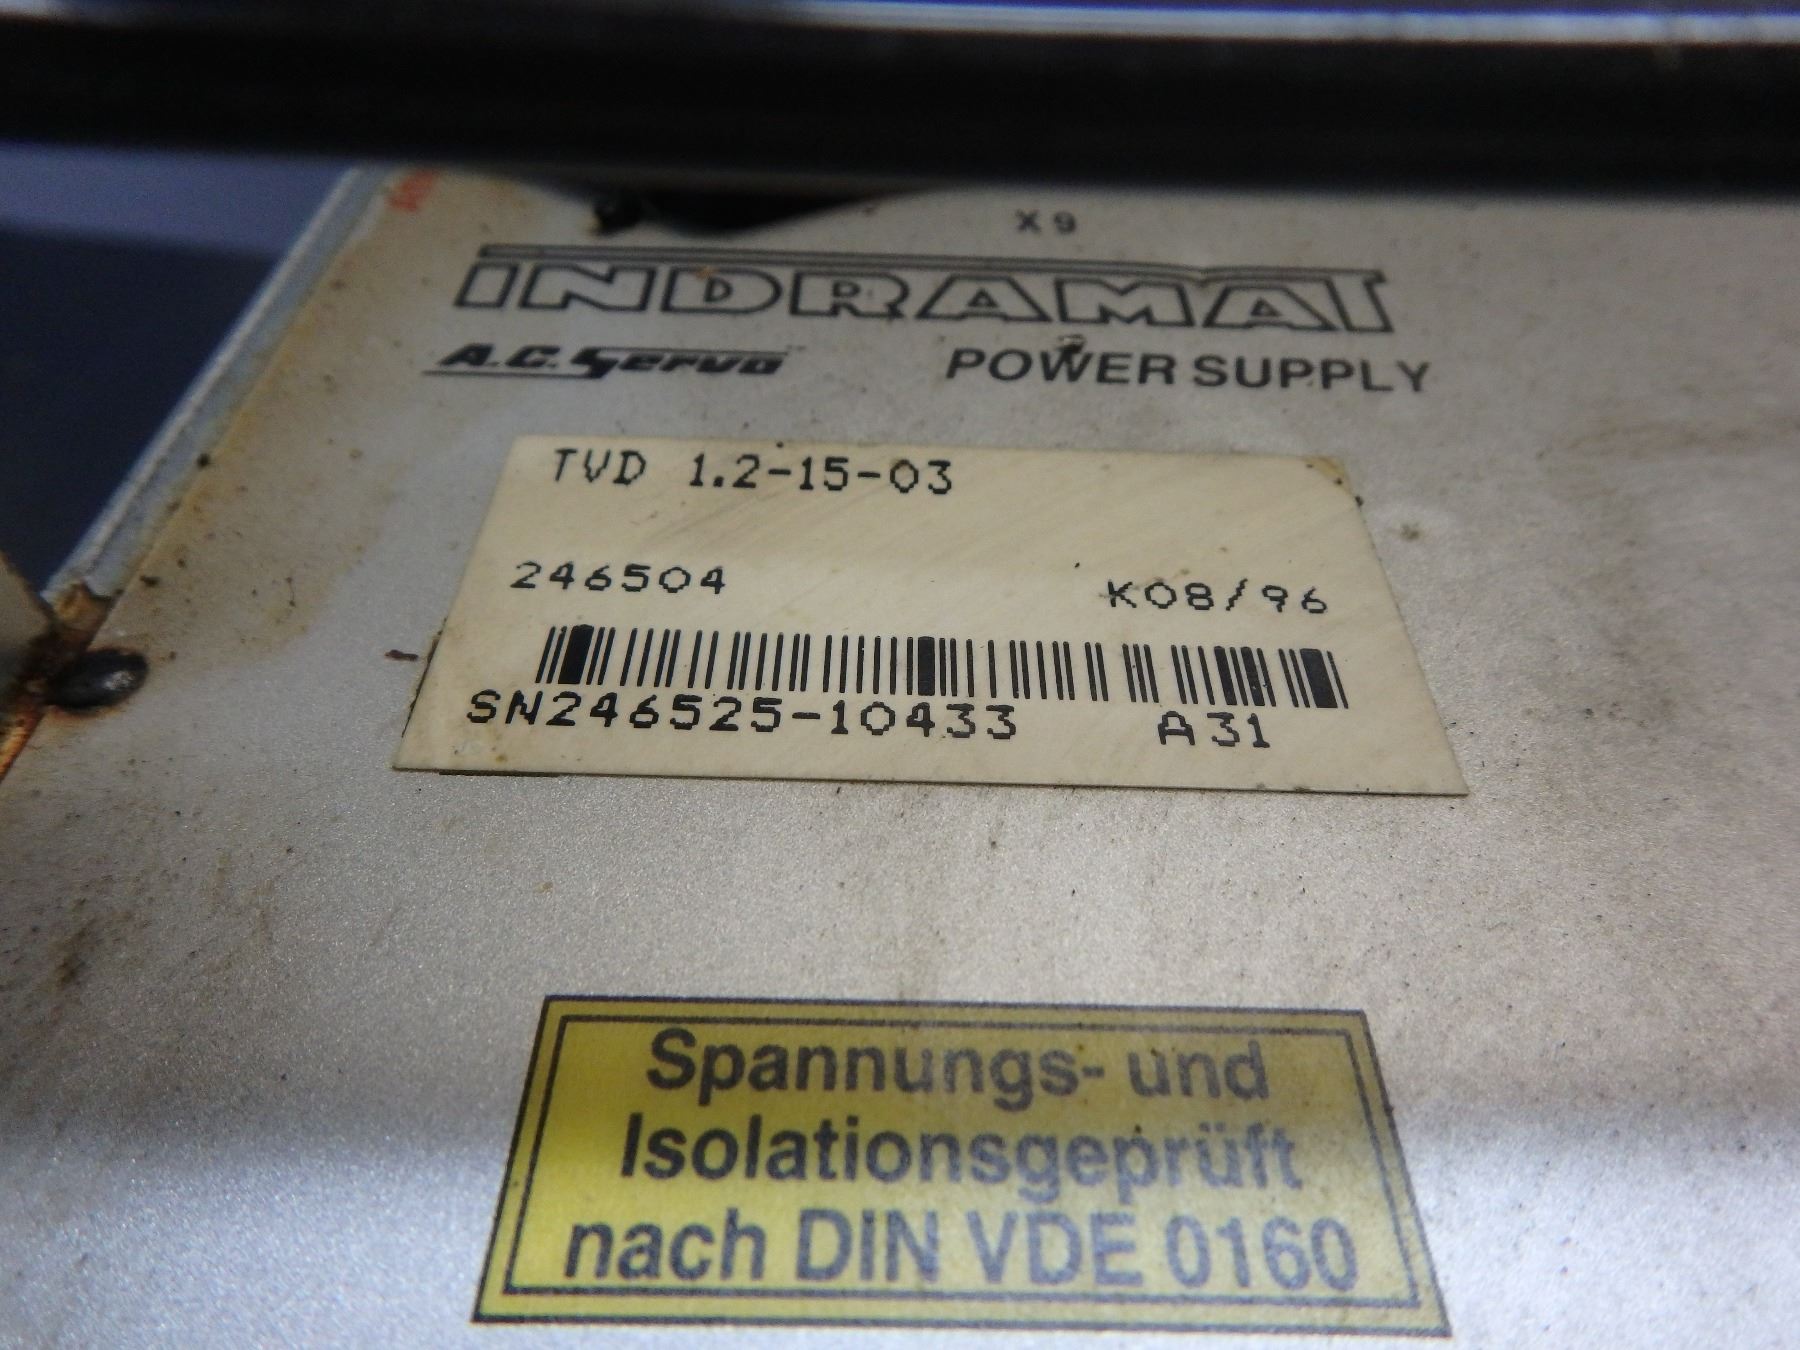 X9
INDRAMAT
A.C. Servo POWER SUPPLY
TVD 1.2-15-03
246504 K08/96
SN246525-10433 A31
Spannungs- und
Isolationsgeprüft
nach DIN VDE 0160